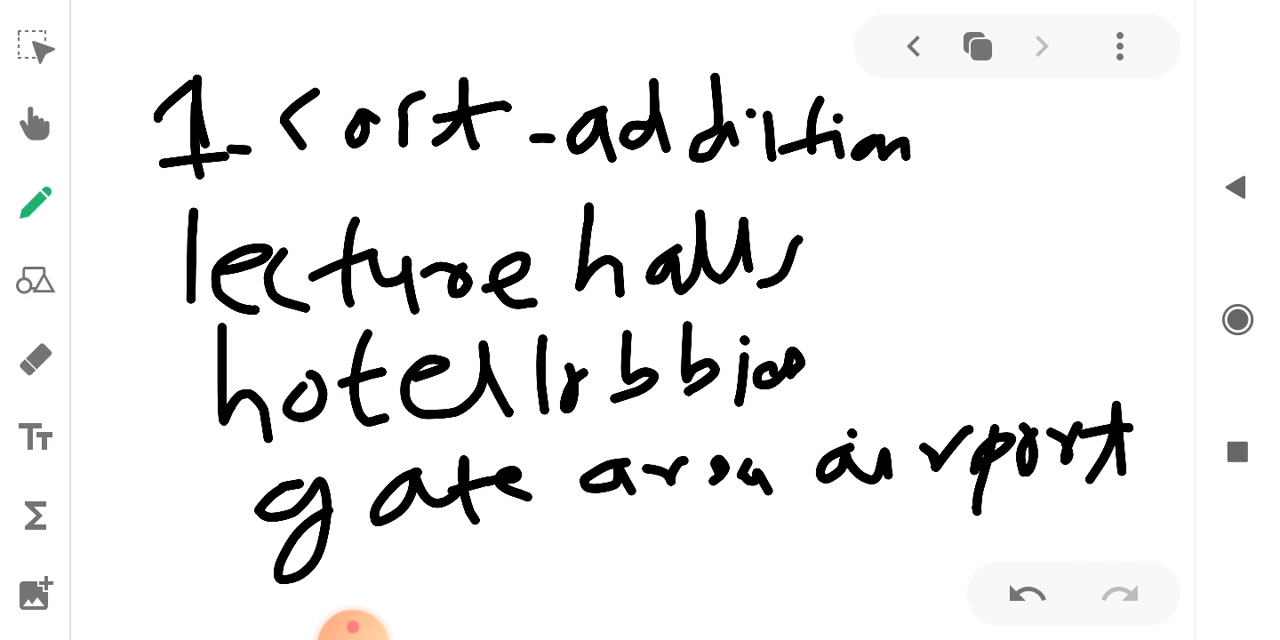 1- cost - addition
lecture halls
hotel lobbies
gate area airport